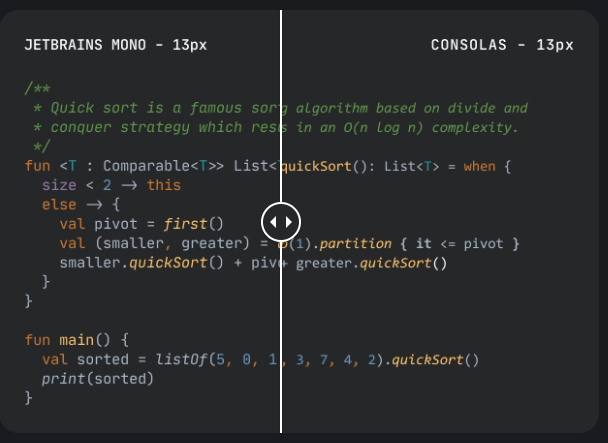 JETBRAINS MONO – 13px
CONSOLAS – 13px
/**
 * Quick sort is a famous sorg algorithm based on divide and
 * conquer strategy which resus in an O(n log n) complexity.
 */
fun <T : Comparable<T>> List<quickSort(): List<T> = when {
  size < 2 → this
  else → {
    val pivot = first()
    val (smaller, greater) = (1).partition { it <= pivot }
    smaller.quickSort() + piv+ greater.quickSort()
  }
}
fun main() {
  val sorted = listOf(5, 0, 1, 3, 7, 4, 2).quickSort()
  print(sorted)
}